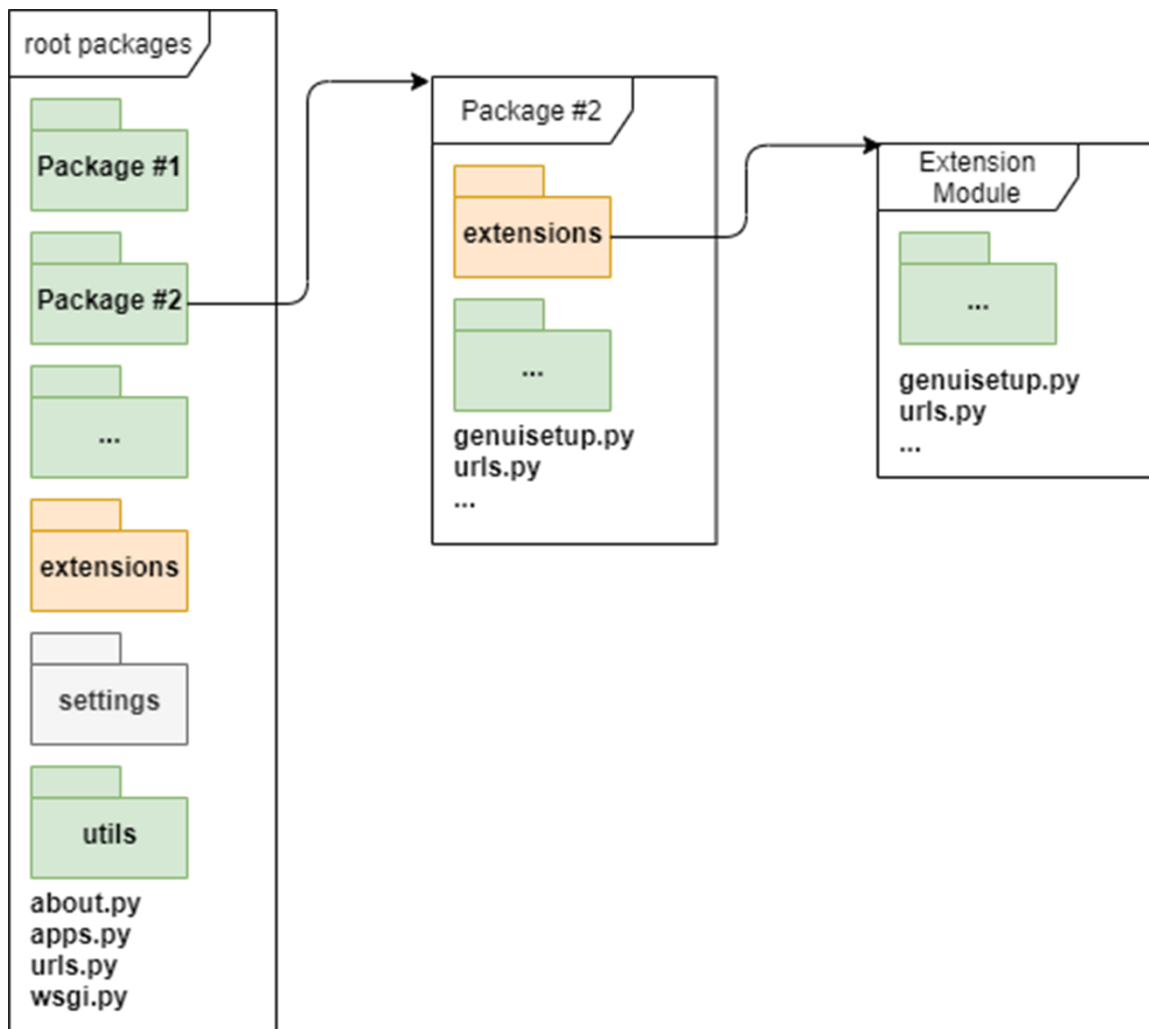 root packages
Package #1
Package #2
...
extensions
settings
utils
about.py
apps.py
urls.py
wsgi.py
Package #2
extensions
...
genuisetup.py
urls.py
...
Extension
Module
...
genuisetup.py
urls.py
...